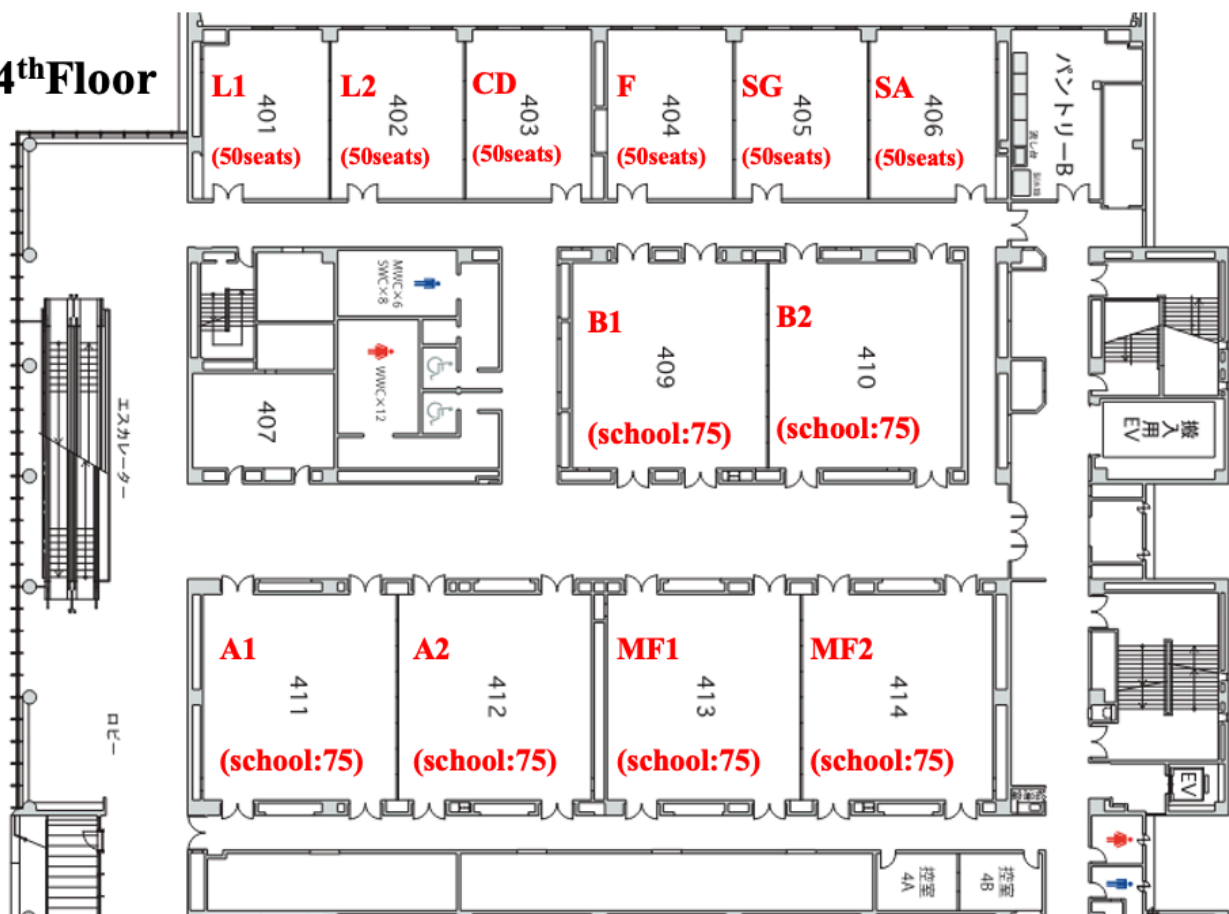 4thFloor
L1
401
(50seats)
L2
402
(50seats)
CD
403
(50seats)
F
404
(50seats)
SG
405
(50seats)
SA
406
(50seats)
パントリーB
流し台
MWC×6
SWC×8
WWC×12
407
B1
409
(school:75)
B2
410
(school:75)
搬入用
EV
エスカレーター
A1
411
(school:75)
A2
412
(school:75)
MF1
413
(school:75)
MF2
414
(school:75)
ロビー
EV
控室
4A
控室
4B